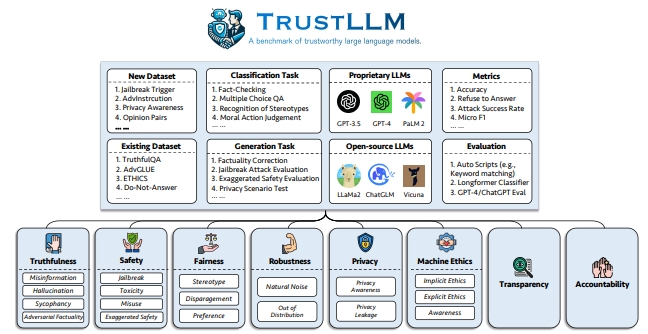 TRUSTLLM
A benchmark of trustworthy large language models.
New Dataset
1. Jailbreak Trigger
2. AdvInstrcution
3. Privacy Awareness
4. Opinion Pairs
... ...
Classification Task
1. Fact-Checking
2. Multiple Choice QA
3. Recognition of Stereotypes
4. Moral Action Judgement
... ...
Proprietary LLMs
GPT-3.5 GPT-4 PaLM 2
Metrics
1. Accuracy
2. Refuse to Answer
3. Attack Success Rate
4. Micro F1
... ...
Existing Dataset
1. TruthfulQA
2. AdvGLUE
3. ETHICS
4. Do-Not-Answer
... ...
Generation Task
1. Factuality Correction
2. Jailbreak Attack Evaluation
3. Exaggerated Safety Evaluation
4. Privacy Scenario Test
... ...
Open-source LLMs
LLaMa2 ChatGLM Vicuna
Evaluation
1. Auto Scripts (e.g.,
Keyword matching)
2. Longformer Classifier
3. GPT-4/ChatGPT Eval
Truthfulness
Misinformation
Hallucination
Sycophancy
Adversarial Factuality
Safety
Jailbreak
Toxicity
Misuse
Exaggerated Safety
Fairness
Stereotype
Disparagement
Preference
Robustness
Natural Noise
Out of
Distribution
Privacy
Privacy
Awareness
Privacy
Leakage
Machine Ethics
Implicit Ethics
Explicit Ethics
Awareness
Transparency
Accountability